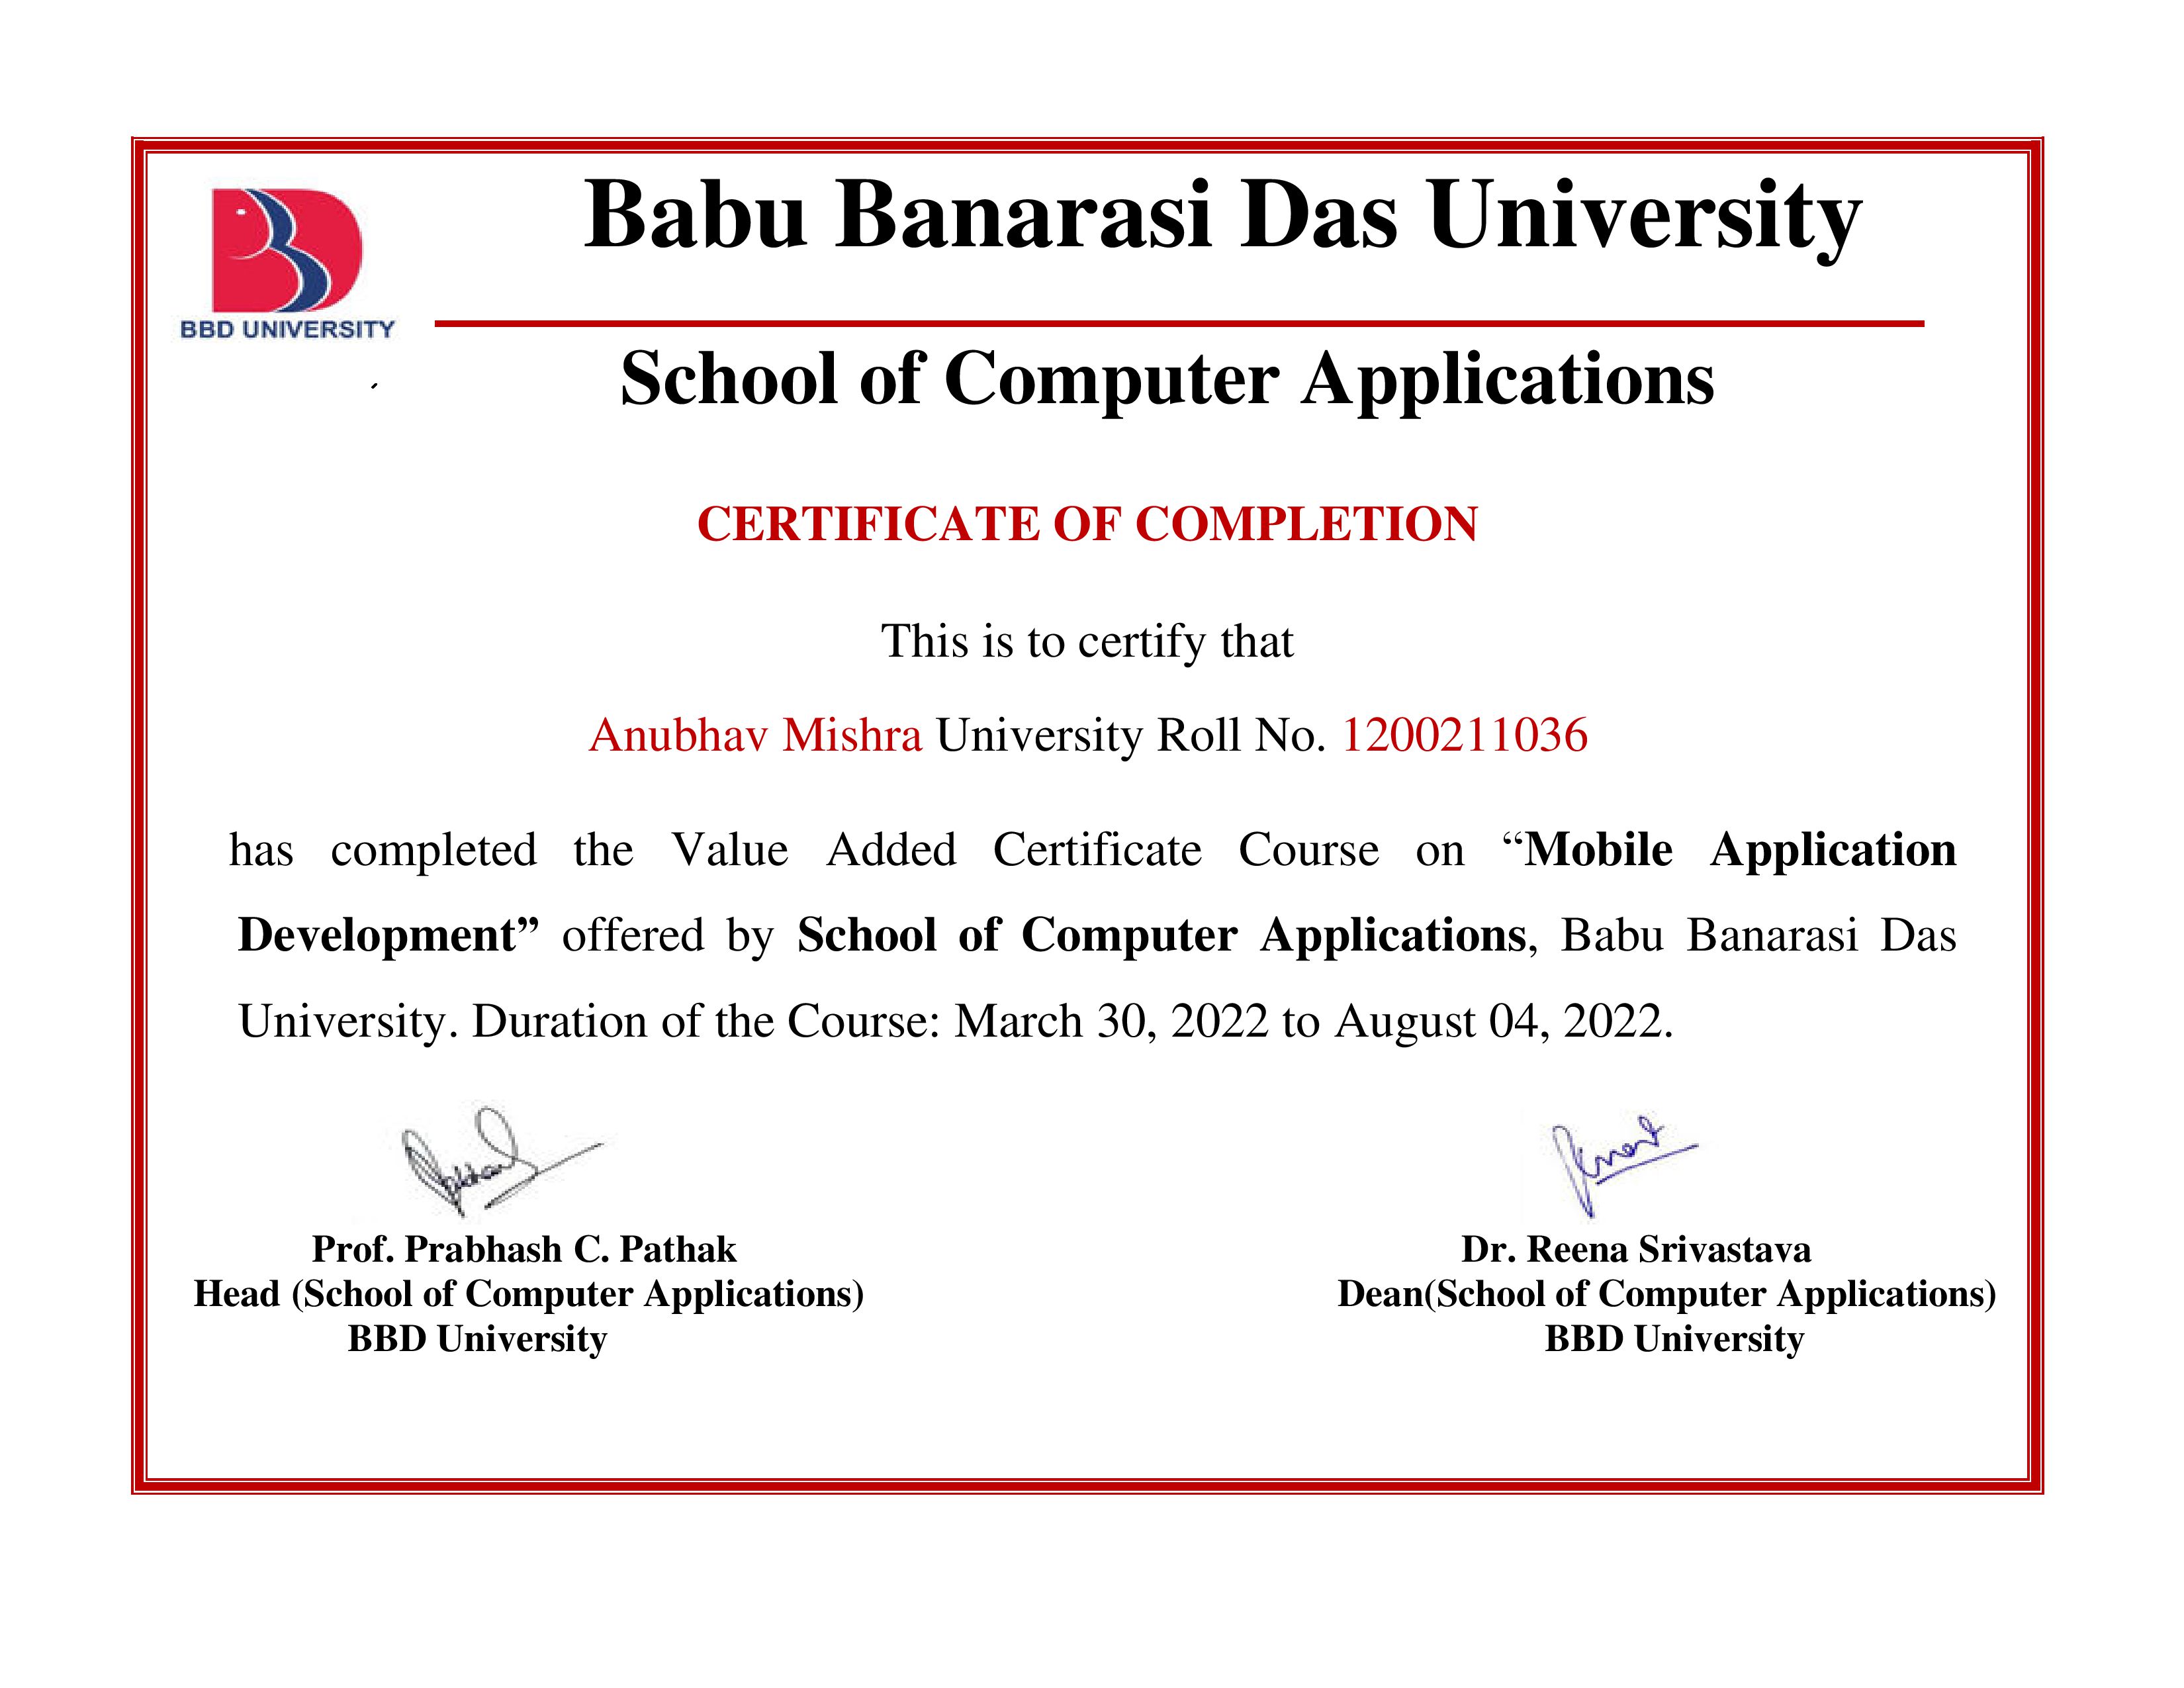 Babu Banarasi Das University
BBD UNIVERSITY
School of Computer Applications
CERTIFICATE OF COMPLETION
This is to certify that
Anubhav Mishra University Roll No. 1200211036
has completed the Value Added Certificate Course on “Mobile Application
Development” offered by School of Computer Applications, Babu Banarasi Das
University. Duration of the Course: March 30, 2022 to August 04, 2022.
Prof. Prabhash C. Pathak
Head (School of Computer Applications)
BBD University
Dr. Reena Srivastava
Dean(School of Computer Applications)
BBD University